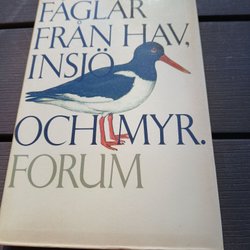 FÅGLAR
FRÅN HAV,
INSJÖ
OCH MYR.
FORUM